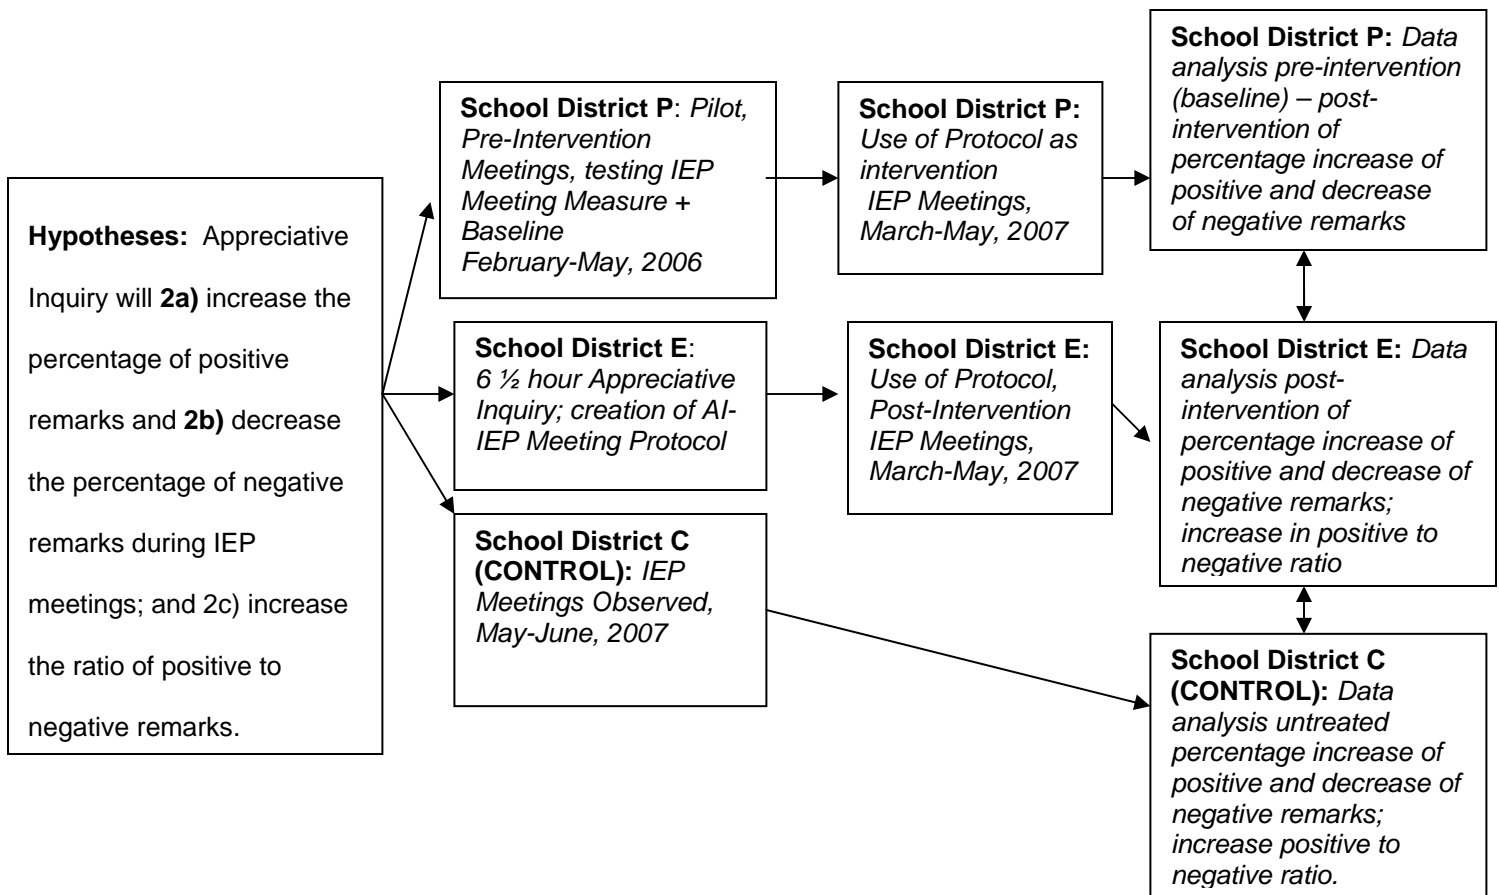 Hypotheses: Appreciative
Inquiry will 2a) increase the
percentage of positive
remarks and 2b) decrease
the percentage of negative
remarks during IEP
meetings; and 2c) increase
the ratio of positive to
negative remarks.
School District P: Pilot,
Pre-Intervention
Meetings, testing IEP
Meeting Measure +
Baseline
February-May, 2006
School District P:
Use of Protocol as
intervention
IEP Meetings,
March-May, 2007
School District P: Data
analysis pre-intervention
(baseline) – post-
intervention of
percentage increase of
positive and decrease
of negative remarks
School District E:
6 ½ hour Appreciative
Inquiry; creation of AI-
IEP Meeting Protocol
School District E:
Use of Protocol,
Post-Intervention
IEP Meetings,
March-May, 2007
School District E: Data
analysis post-
intervention of
percentage increase of
positive and decrease of
negative remarks;
increase in positive to
negative ratio
School District C
(CONTROL): IEP
Meetings Observed,
May-June, 2007
School District C
(CONTROL): Data
analysis untreated
percentage increase of
positive and decrease of
negative remarks;
increase positive to
negative ratio.